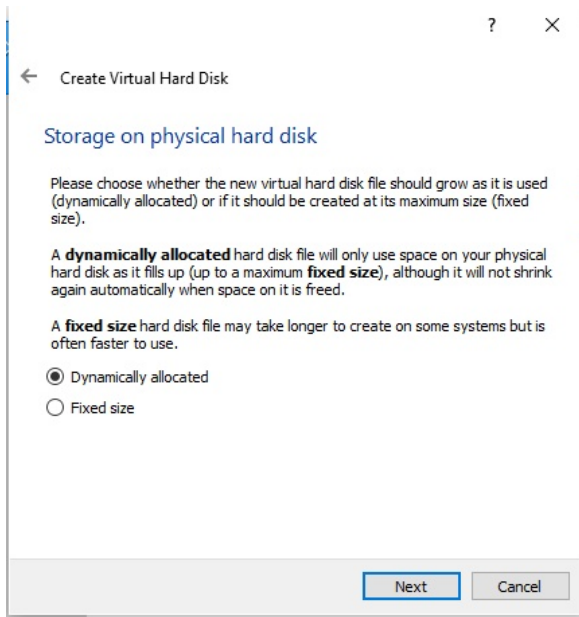 ?
Create Virtual Hard Disk
Storage on physical hard disk
Please choose whether the new virtual hard disk file should grow as it is used
(dynamically allocated) or if it should be created at its maximum size (fixed
size).
A dynamically allocated hard disk file will only use space on your physical
hard disk as it fills up (up to a maximum fixed size), although it will not shrink
again automatically when space on it is freed.
A fixed size hard disk file may take longer to create on some systems but is
often faster to use.
Dynamically allocated
Fixed size
Next Cancel